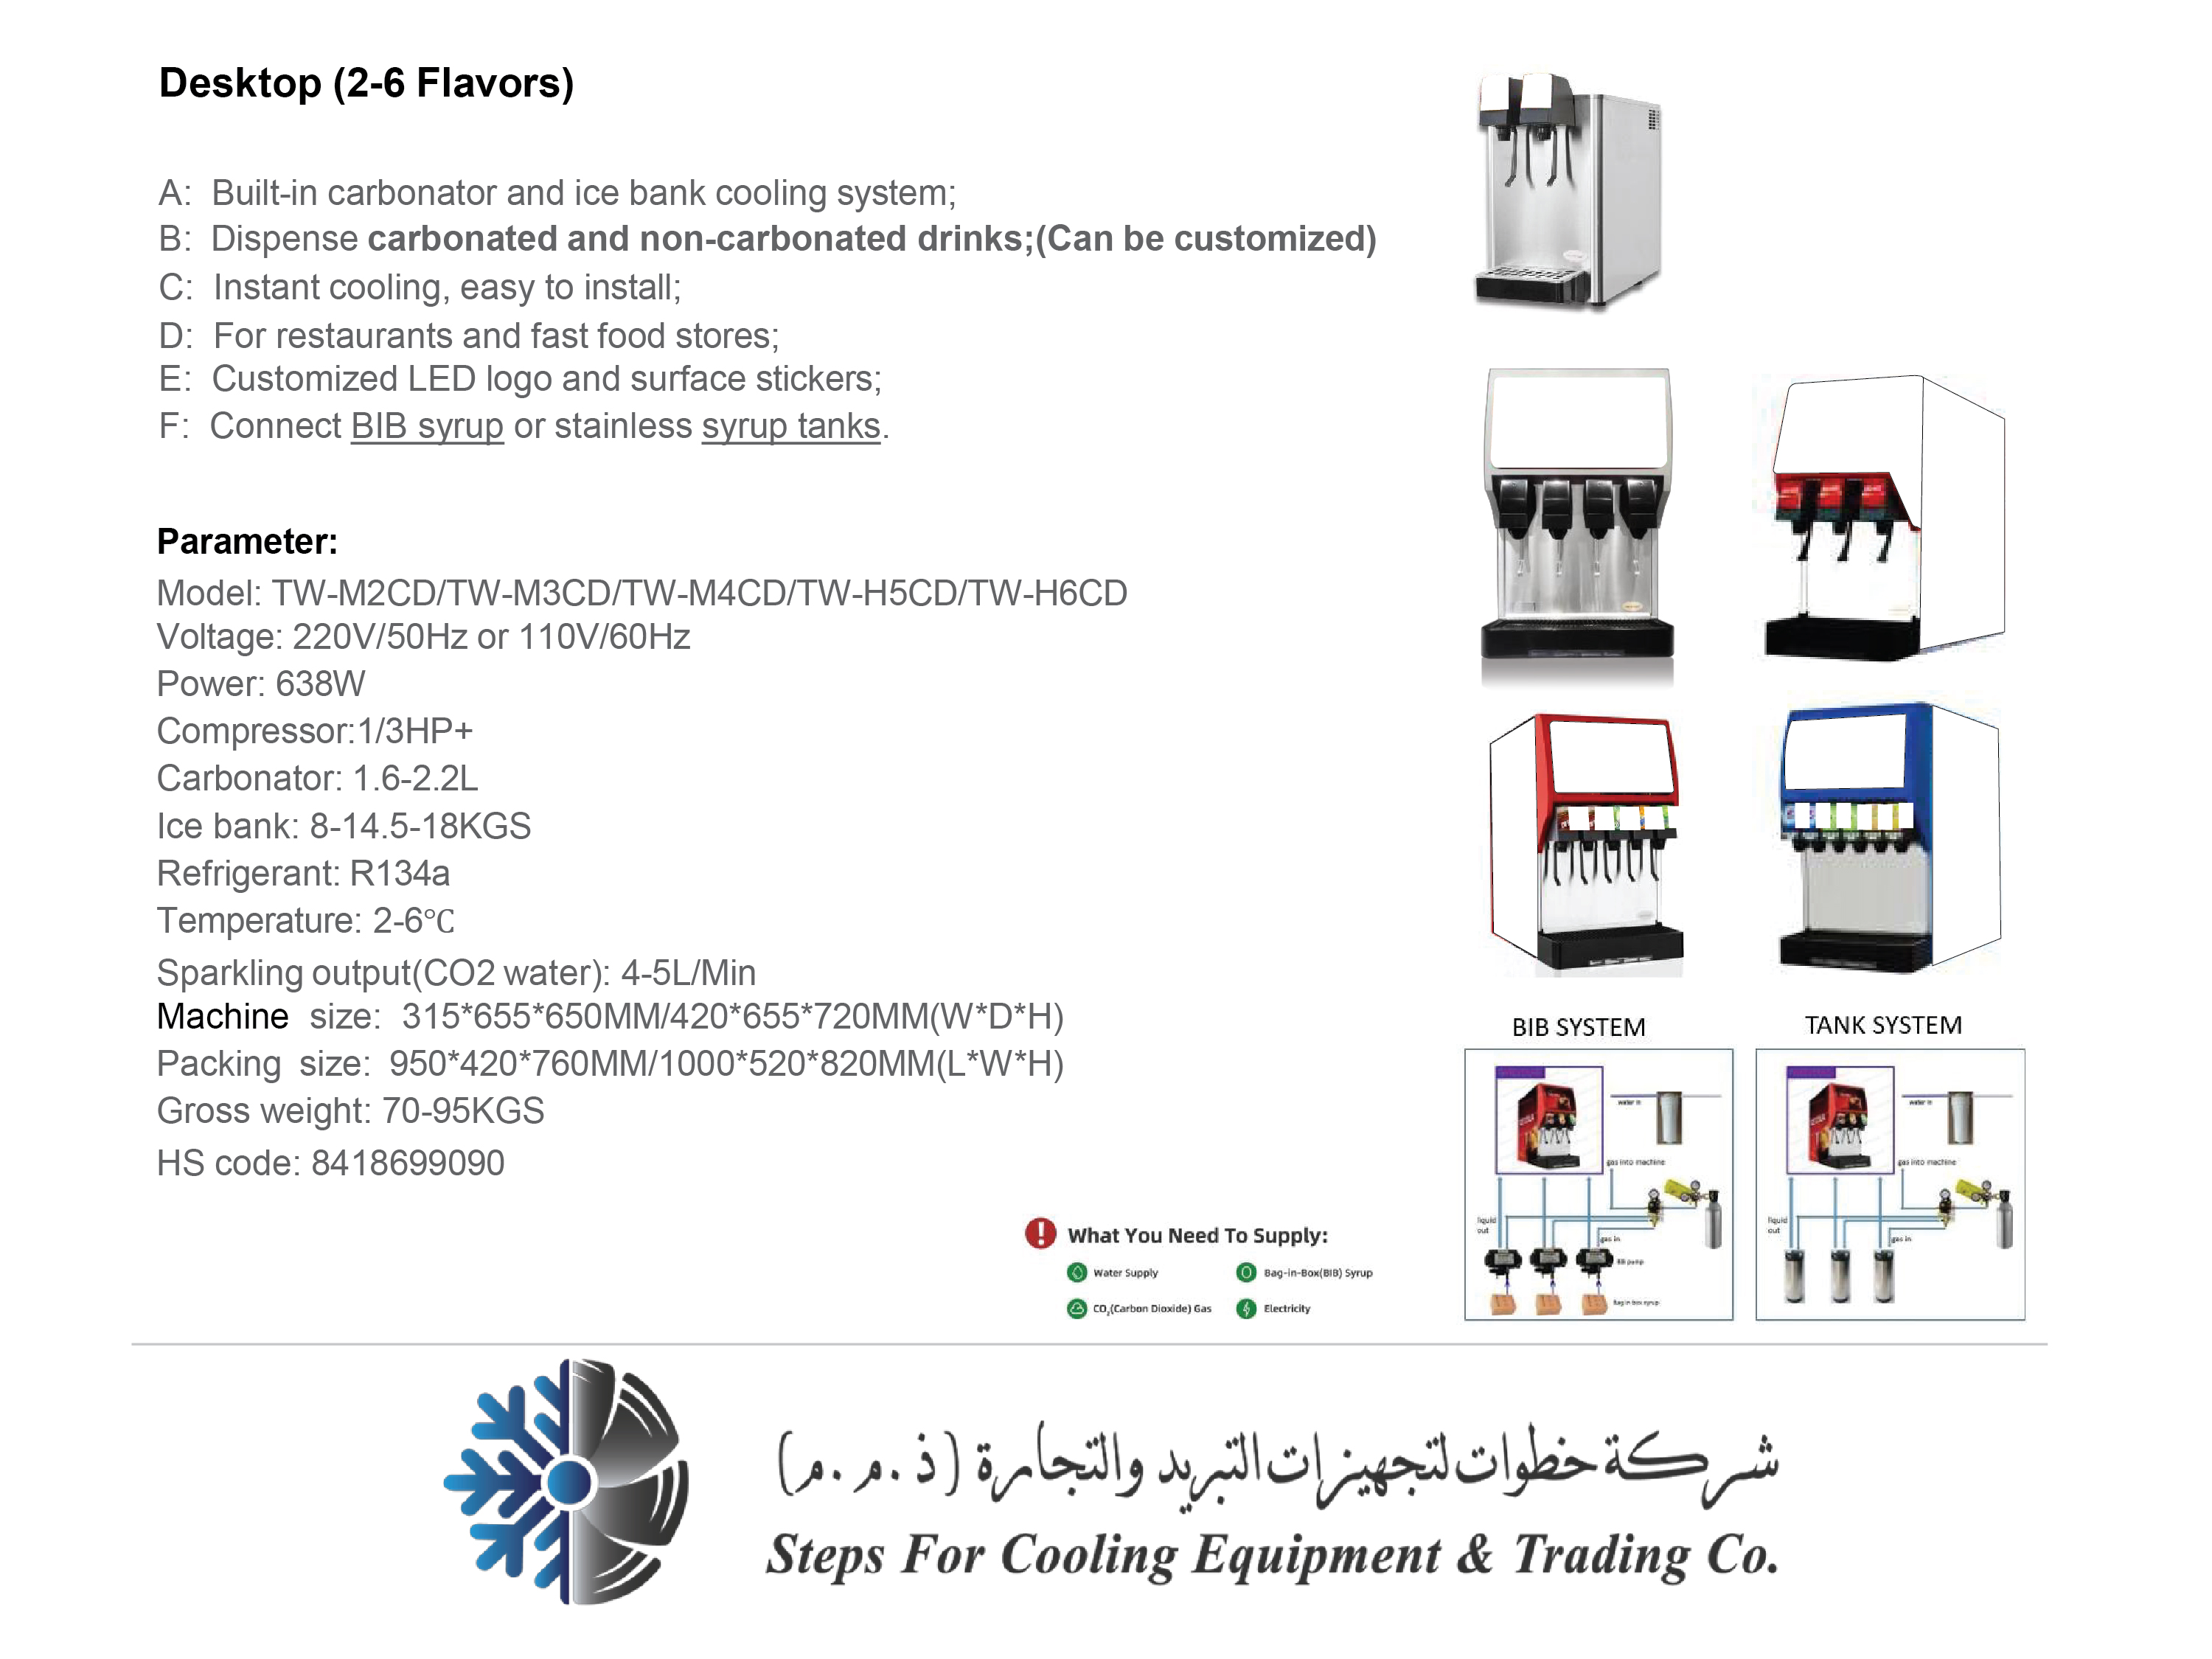 Desktop (2-6 Flavors)
A: Built-in carbonator and ice bank cooling system;
B: Dispense carbonated and non-carbonated drinks;(Can be customized)
C: Instant cooling, easy to install;
D: For restaurants and fast food stores;
E: Customized LED logo and surface stickers;
F: Connect BIB syrup or stainless syrup tanks.
Parameter:
Model: TW-M2CD/TW-M3CD/TW-M4CD/TW-H5CD/TW-H6CD
Voltage: 220V/50Hz or 110V/60Hz
Power: 638W
Compressor:1/3HP+
Carbonator: 1.6-2.2L
Ice bank: 8-14.5-18KGS
Refrigerant: R134a
Temperature: 2-6℃
Sparkling output(CO2 water): 4-5L/Min
Machine size: 315*655*650MM/420*655*720MM(W*D*H)
Packing size: 950*420*760MM/1000*520*820MM(L*W*H)
Gross weight: 70-95KGS
HS code: 8418699090
What You Need To Supply:
Water Supply
Bag-in-Box(BIB) Syrup
CO₂(Carbon Dioxide) Gas
Electricity
BIB SYSTEM
water in
gas into machine
liquid
out
gas in
BIB pump
Bag in box syrup
TANK SYSTEM
water in
gas into machine
liquid
out
gas in
شركة خطوات لتجهيزات التبريد والتجارة (ذ.م.م)
Steps For Cooling Equipment & Trading Co.